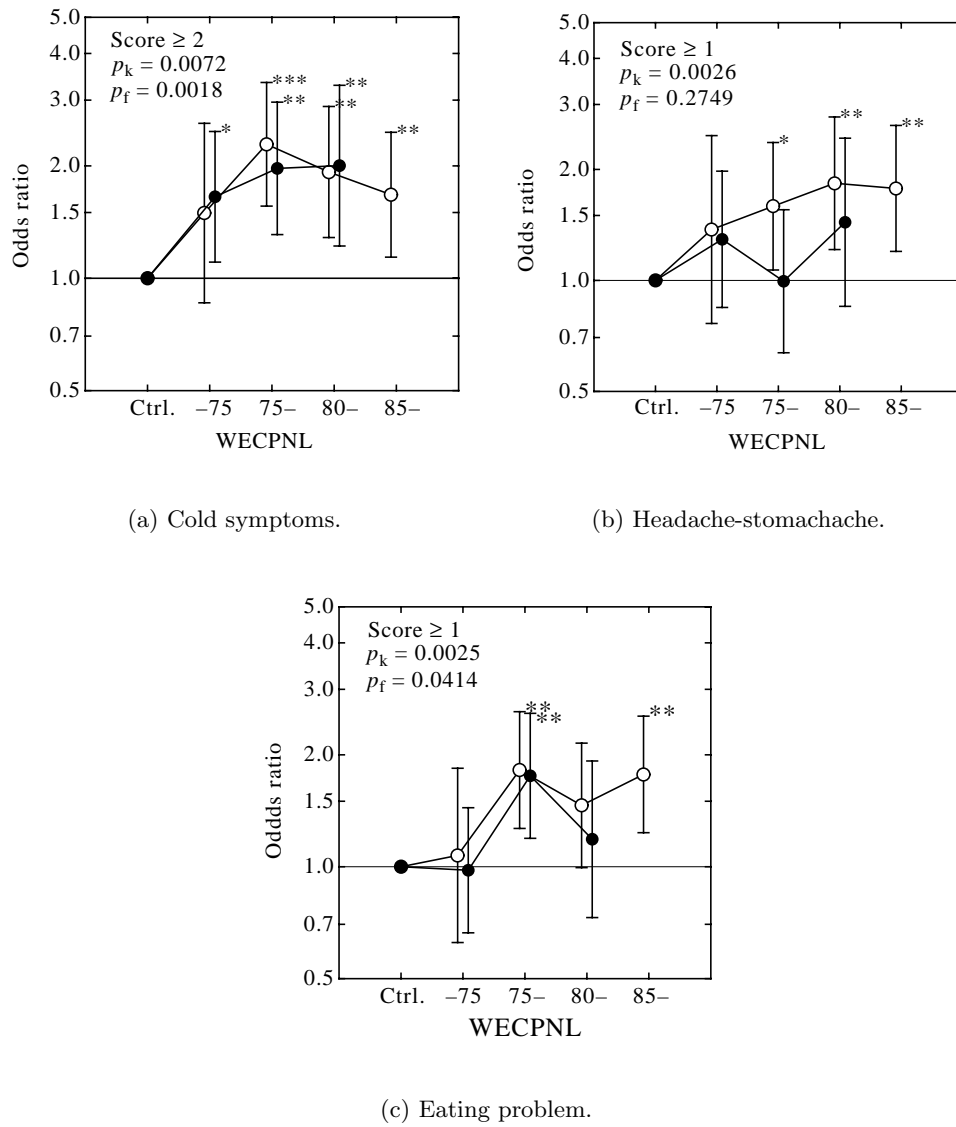 5.0
4.0
3.0
2.0
1.5
1.0
0.7
0.5
Odds ratio
Score ≥ 2
pk = 0.0072
pf = 0.0018
*
***
**
**
**
**
Ctrl. –75 75– 80– 85–
WECPNL
(a) Cold symptoms.
5.0
4.0
3.0
2.0
1.5
1.0
0.7
0.5
Odds ratio
Score ≥ 1
pk = 0.0026
pf = 0.2749
*
**
**
Ctrl. –75 75– 80– 85–
WECPNL
(b) Headache-stomachache.
5.0
4.0
3.0
2.0
1.5
1.0
0.7
0.5
Oddds ratio
Score ≥ 1
pk = 0.0025
pf = 0.0414
**
**
**
Ctrl. –75 75– 80– 85–
WECPNL
(c) Eating problem.